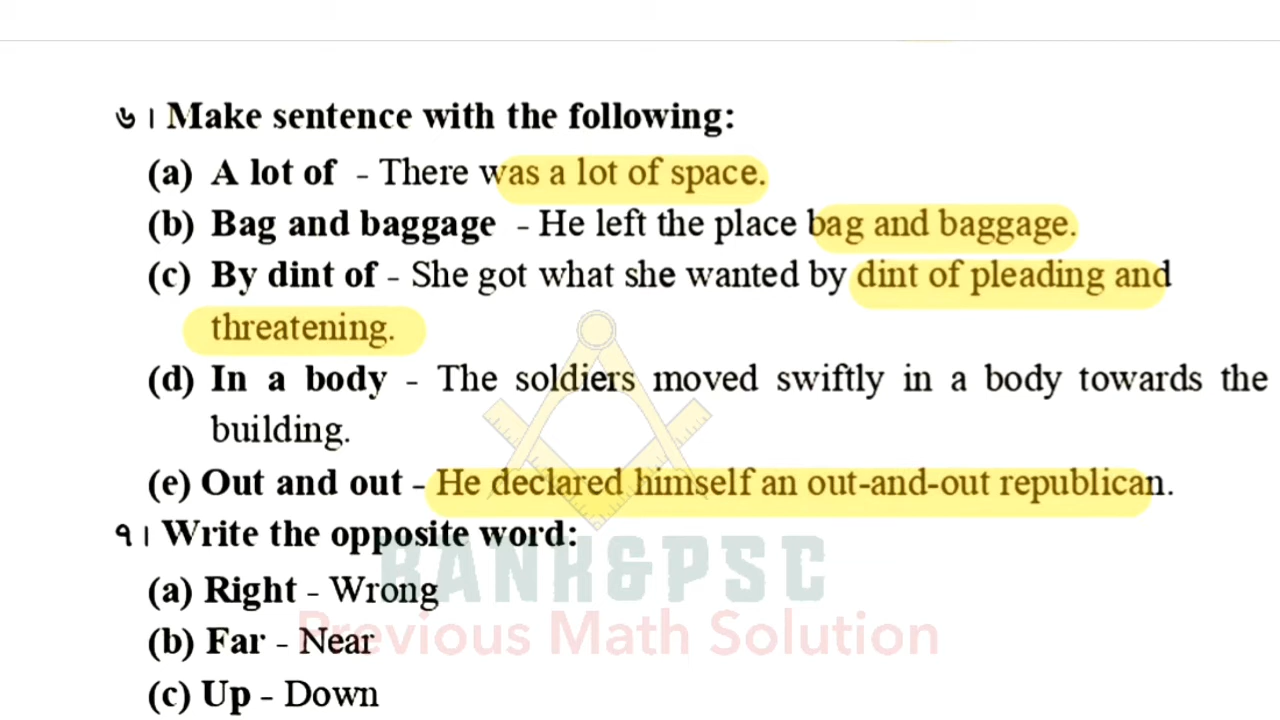 ৬। Make sentence with the following:
(a) A lot of - There was a lot of space.
(b) Bag and baggage - He left the place bag and baggage.
(c) By dint of - She got what she wanted by dint of pleading and
threatening.
(d) In a body - The soldiers moved swiftly in a body towards the
building.
(e) Out and out - He declared himself an out-and-out republican.
৭। Write the opposite word:
BANK&PSC
(a) Right - Wrong
Previous Math Solution
(b) Far - Near
(c) Up - Down